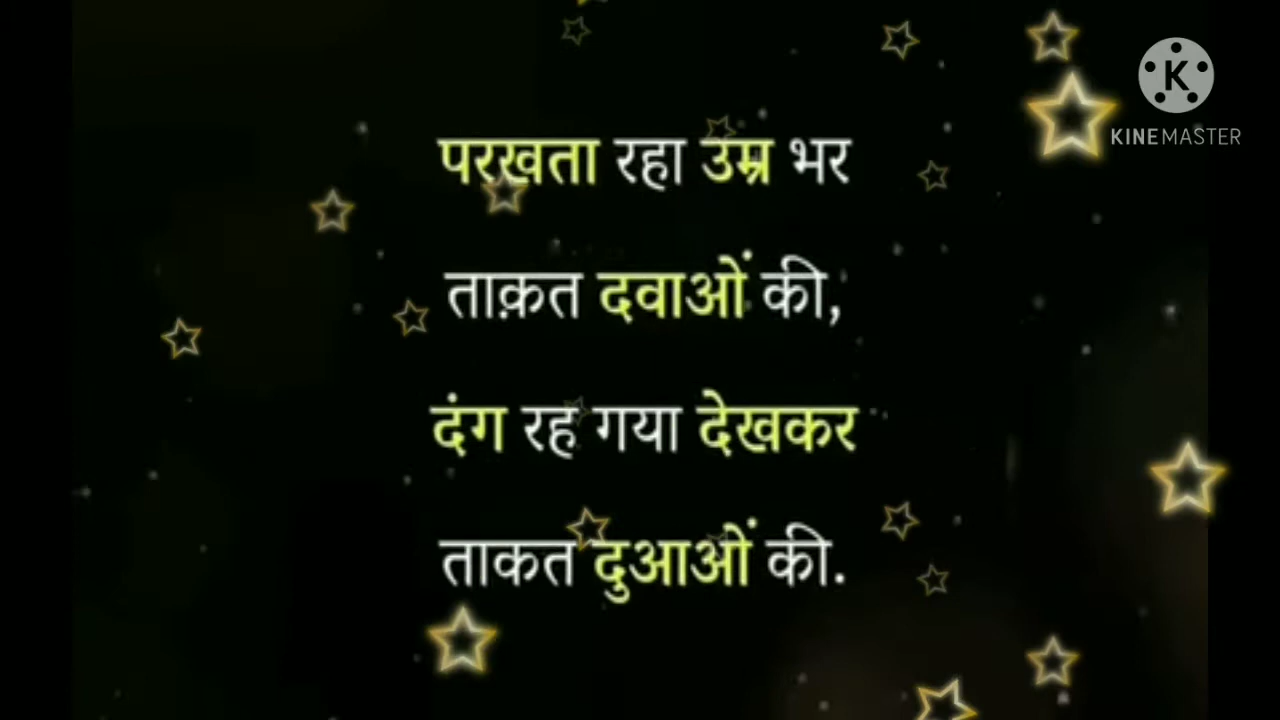 परखता रहा उम्र भर
ताक़त दवाओं की,
दंग रह गया देखकर
ताकत दुआओं की.
K
KINEMASTER